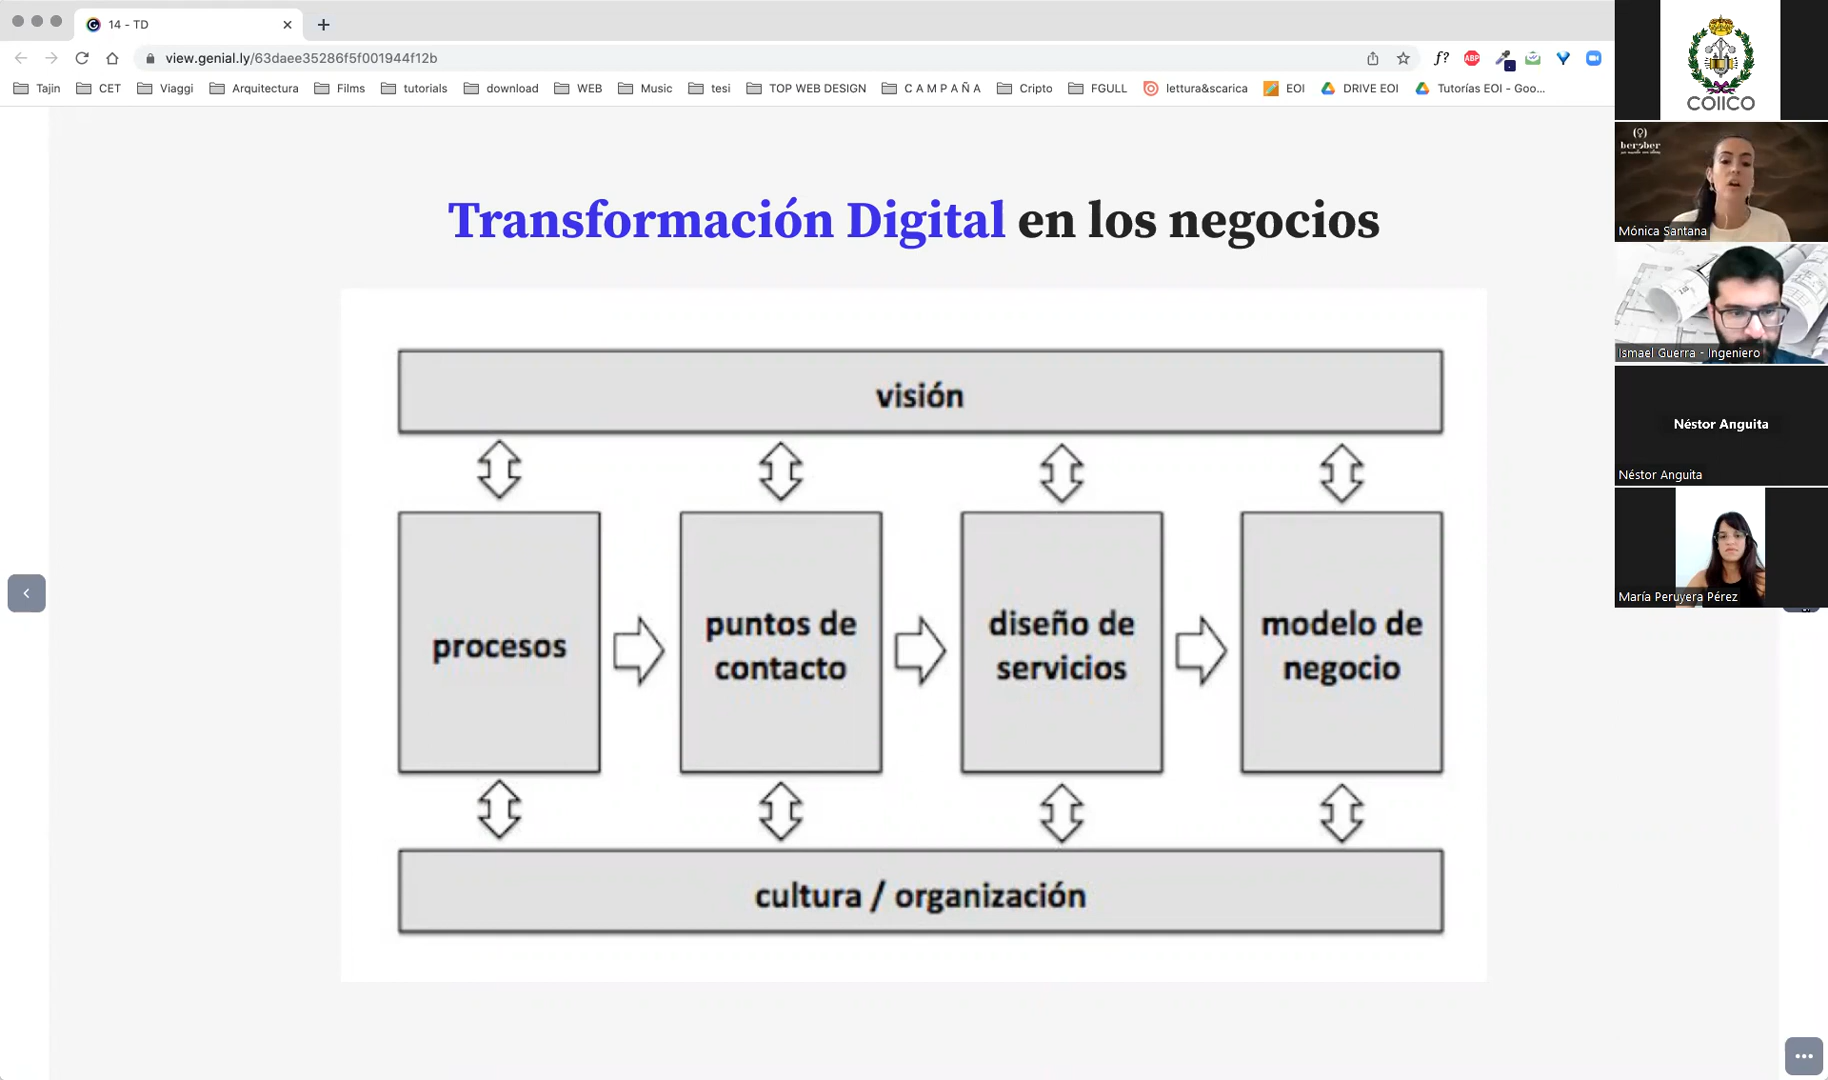 14 - TD
view.genial.ly/63daee35286f5f001944f12b
f?
ABP
Tajin
CET
Viaggi
Arquitectura
Films
tutorials
download
WEB
Music
tesi
TOP WEB DESIGN
C A M P A Ñ A
Cripto
FGULL
lettura&scarica
EOI
DRIVE EOI
Tutorías EOI - Goo...
Transformación Digital en los negocios
visión
procesos
puntos de
contacto
diseño de
servicios
modelo de
negocio
cultura / organización
COIICO
Mónica Santana
Ismael Guerra - Ingeniero
Néstor Anguita
Néstor Anguita
María Peruyera Pérez